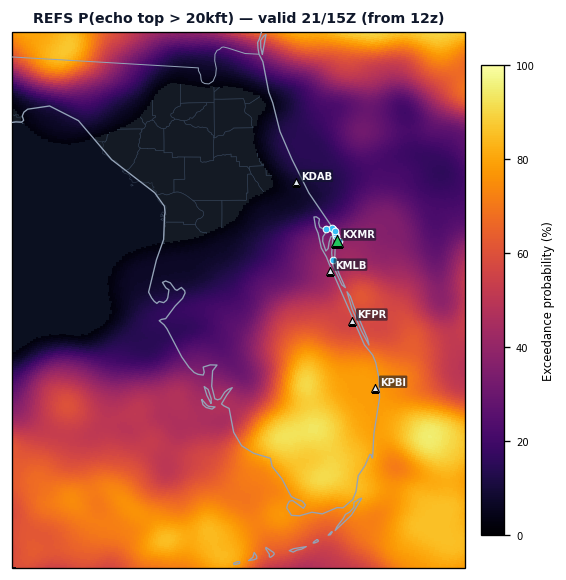 REFS P(echo top > 20kft) — valid 21/15Z (from 12z)
KDAB
KXMR
KMLB
KFPR
KPBI
100
80
60
40
20
0
Exceedance probability (%)